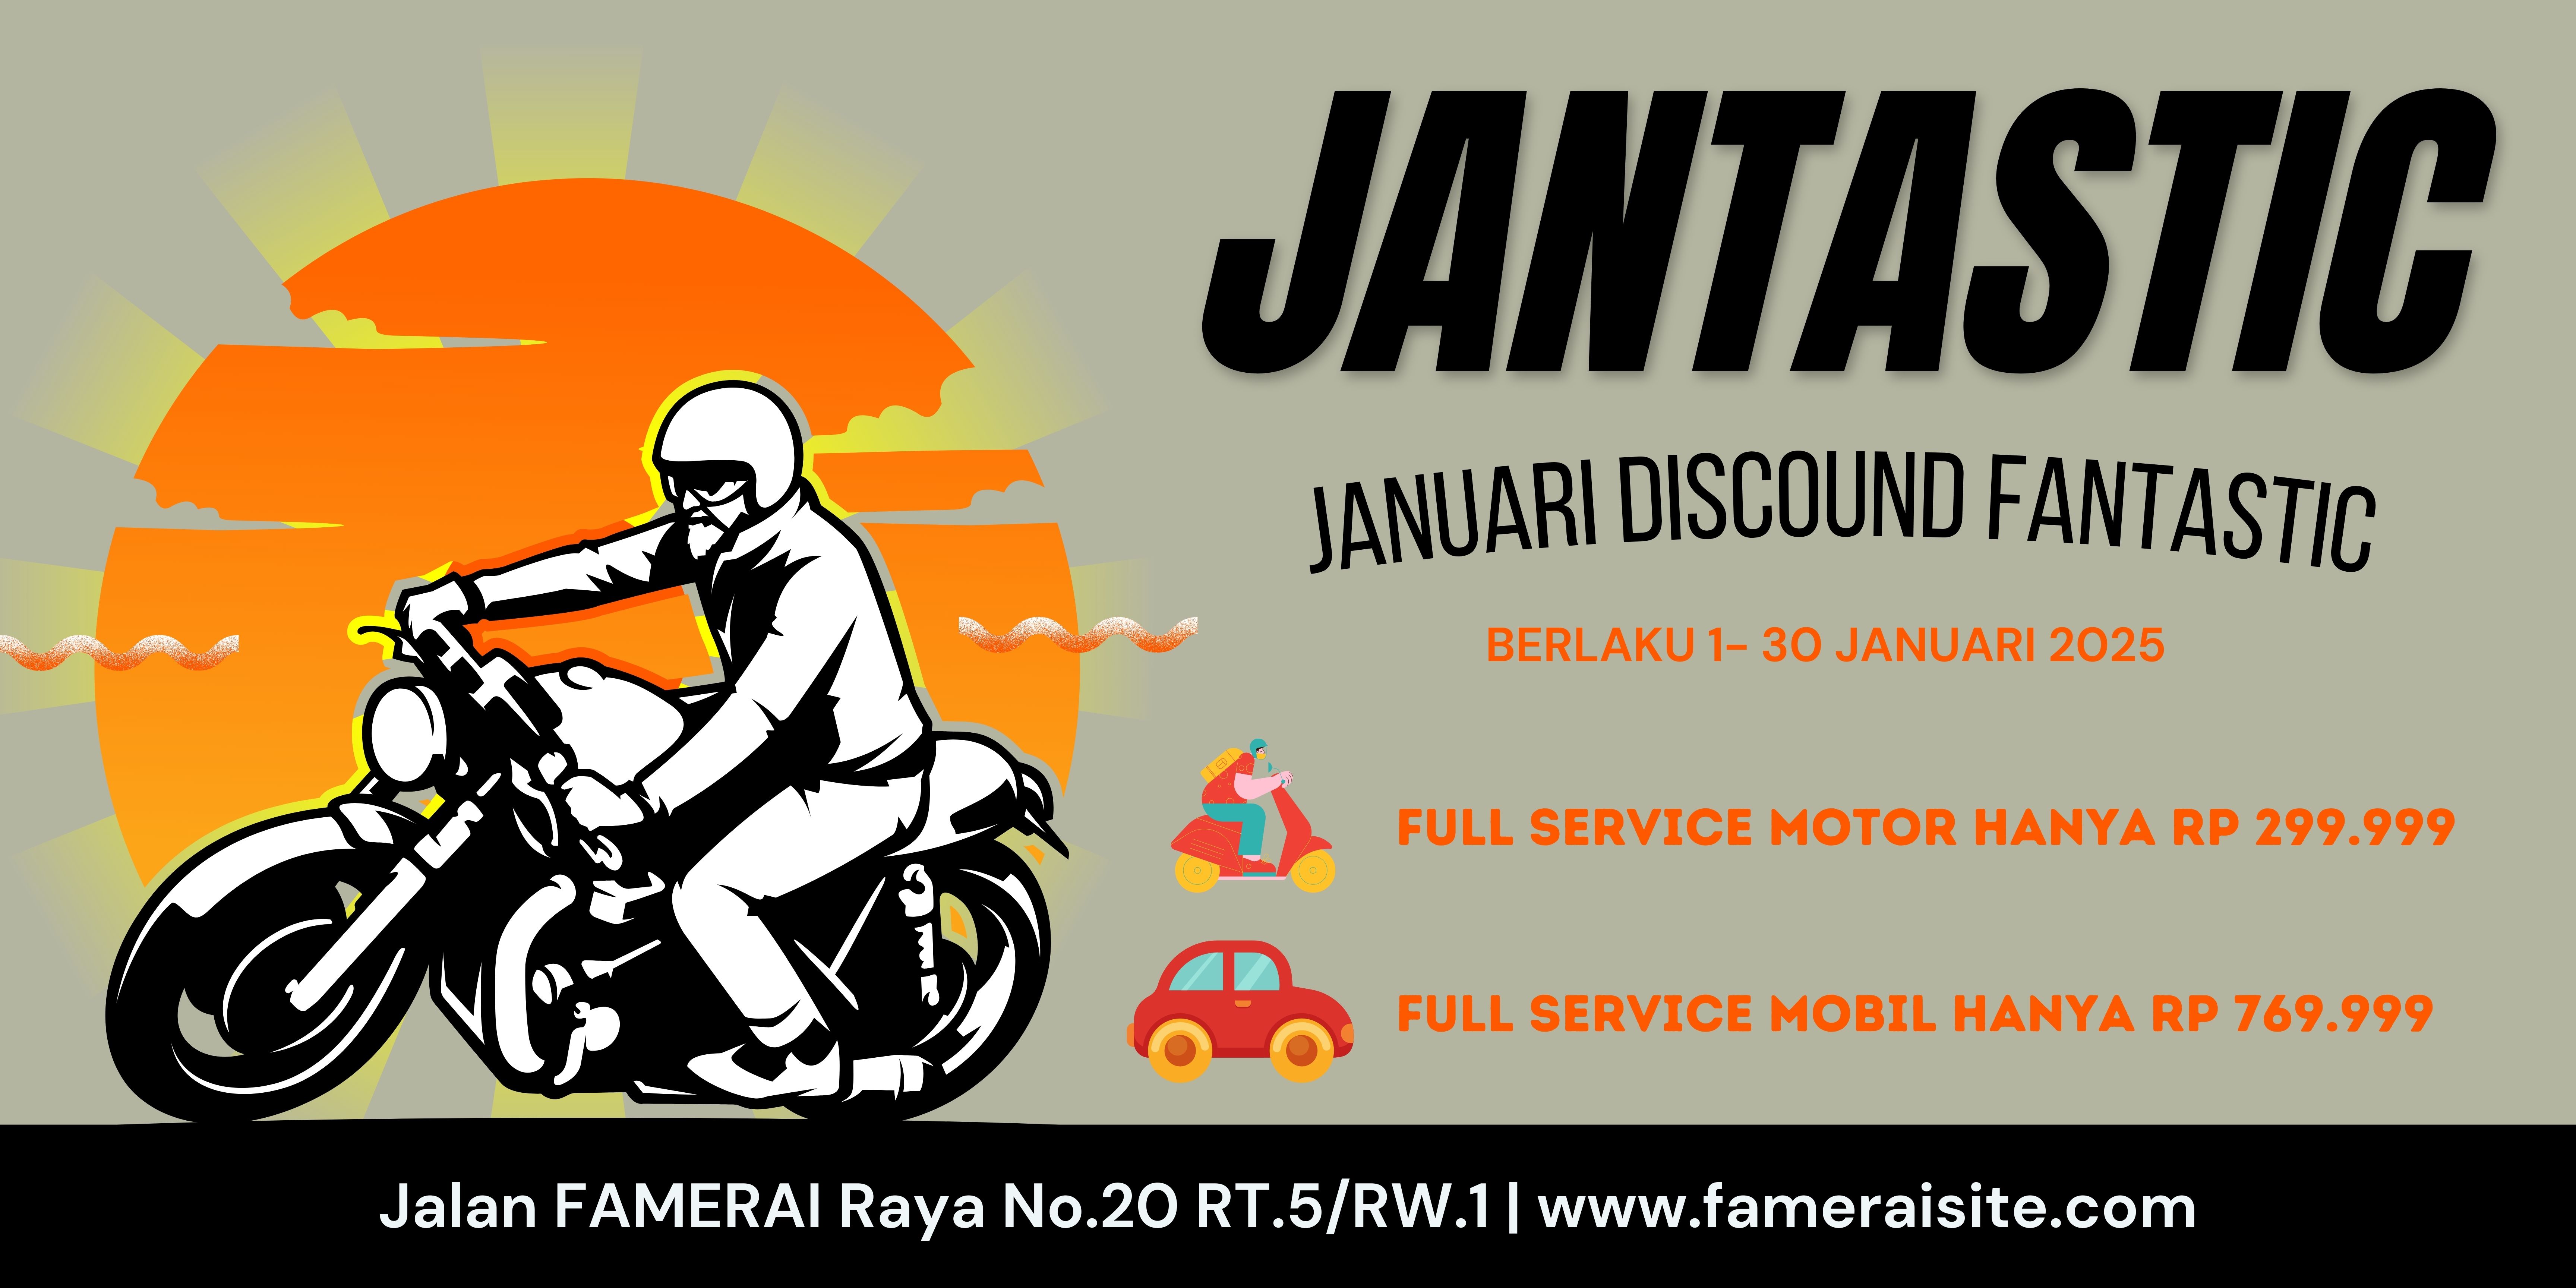 JANTASTIC
JANUARI DISCOUND FANTASTIC
BERLAKU 1- 30 JANUARI 2025
FULL SERVICE MOTOR HANYA RP 299.999
FULL SERVICE MOBIL HANYA RP 769.999
Jalan FAMERAI Raya No.20 RT.5/RW.1 | www.fameraisite.com